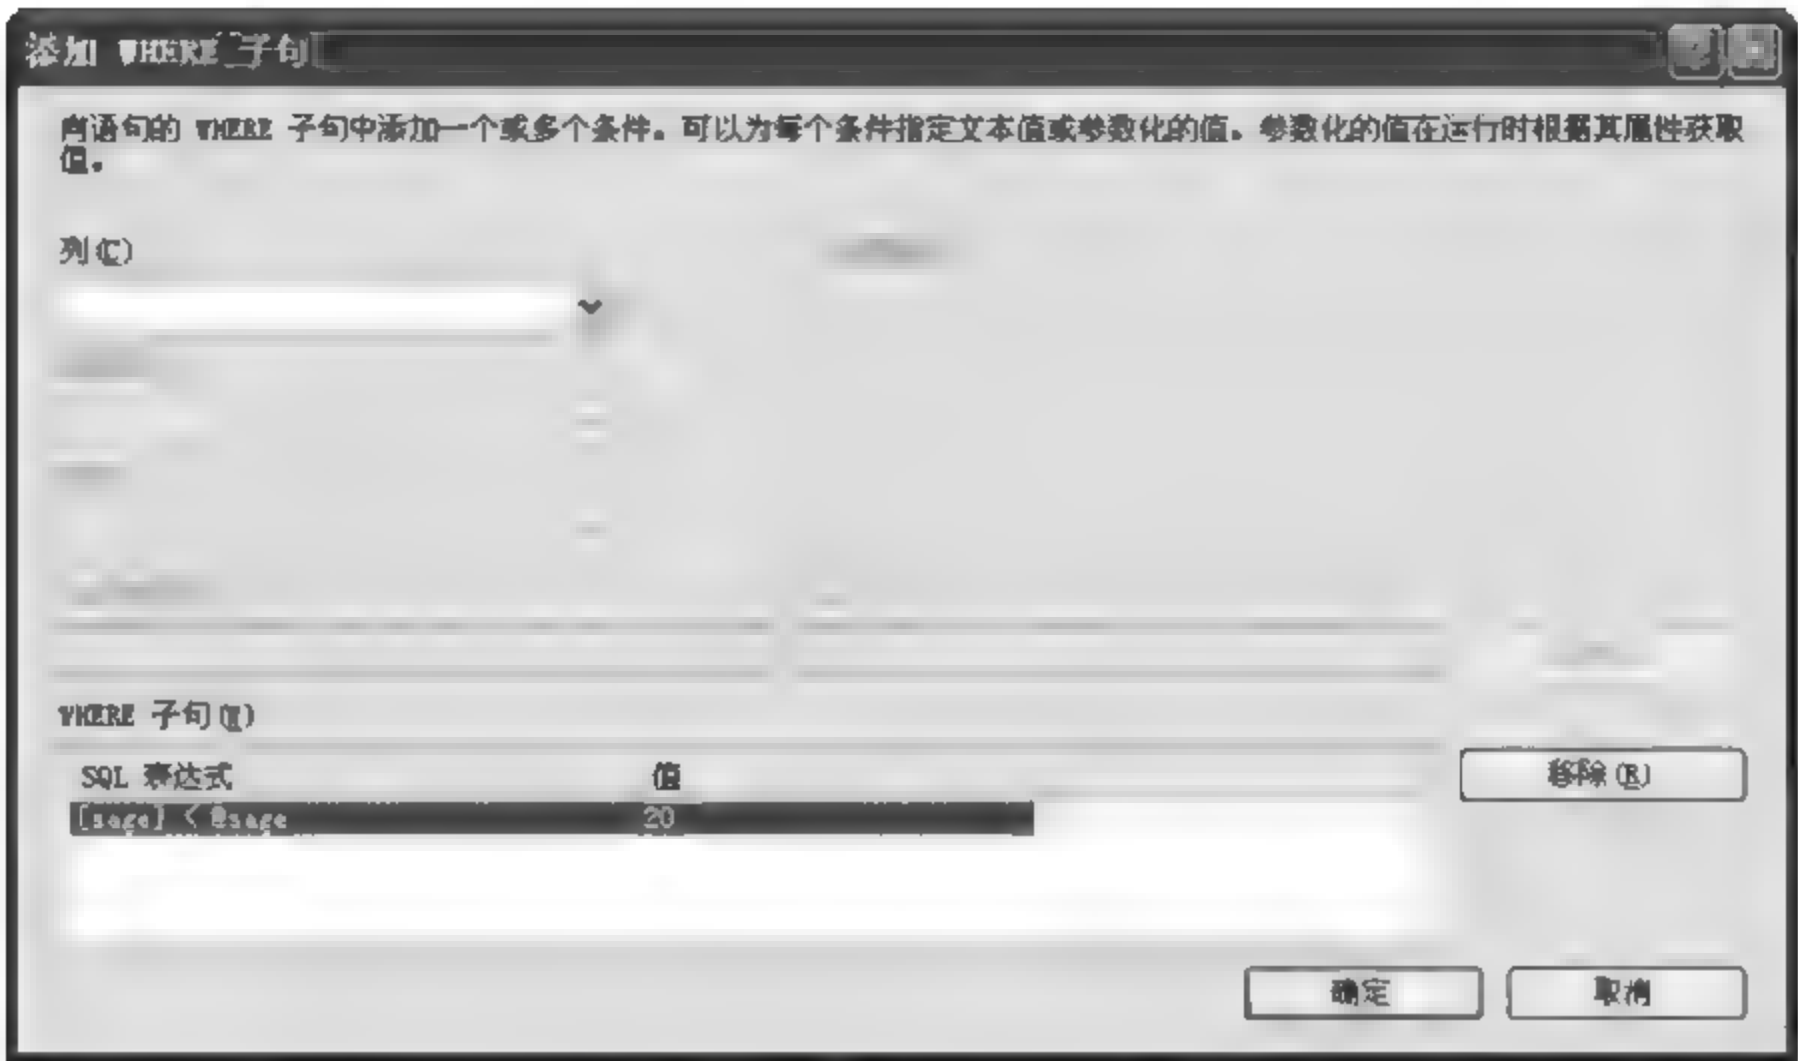 添加 WHERE 子句
向语句的 WHERE 子句中添加一个或多个条件。可以为每个条件指定文本值或参数化的值。参数化的值在运行时根据其属性获取
值。
列(C)
WHERE 子句(W)
SQL 表达式 值
移除(R)
[sage] < @sage 20
确定 取消